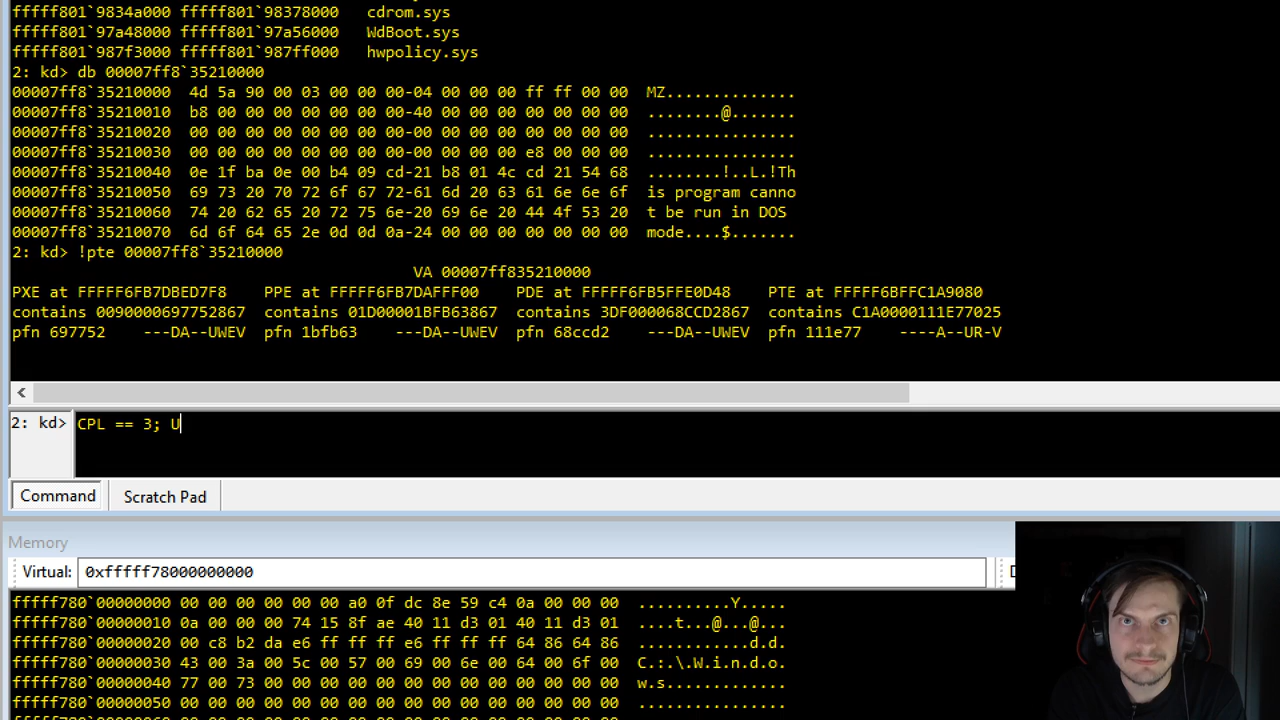 fffff801`9834a000 fffff801`98378000   cdrom.sys
fffff801`97a48000 fffff801`97a56000   WdBoot.sys
fffff801`987f3000 fffff801`987ff000   hwpolicy.sys
2: kd> db 00007ff8`35210000
00007ff8`35210000  4d 5a 90 00 03 00 00 00-04 00 00 00 ff ff 00 00  MZ..............
00007ff8`35210010  b8 00 00 00 00 00 00 00-40 00 00 00 00 00 00 00  ........@.......
00007ff8`35210020  00 00 00 00 00 00 00 00-00 00 00 00 00 00 00 00  ................
00007ff8`35210030  00 00 00 00 00 00 00 00-00 00 00 00 e8 00 00 00  ................
00007ff8`35210040  0e 1f ba 0e 00 b4 09 cd-21 b8 01 4c cd 21 54 68  ........!..L.!Th
00007ff8`35210050  69 73 20 70 72 6f 67 72-61 6d 20 63 61 6e 6e 6f  is program canno
00007ff8`35210060  74 20 62 65 20 72 75 6e-20 69 6e 20 44 4f 53 20  t be run in DOS
00007ff8`35210070  6d 6f 64 65 2e 0d 0d 0a-24 00 00 00 00 00 00 00  mode....$.......
2: kd> !pte 00007ff8`35210000
VA 00007ff835210000
PXE at FFFFF6FB7DBED7F8    PPE at FFFFF6FB7DAFFF00    PDE at FFFFF6FB5FFE0D48    PTE at FFFFF6BFFC1A9080
contains 0090000697752867  contains 01D00001BFB63867  contains 3DF000068CCD2867  contains C1A0000111E77025
pfn 697752    ---DA--UWEV  pfn 1bfb63    ---DA--UWEV  pfn 68ccd2    ---DA--UWEV  pfn 111e77    ----A--UR-V
2: kd> CPL == 3; U
Command  Scratch Pad
Memory
Virtual: 0xfffff78000000000
fffff780`00000000 00 00 00 00 00 00 a0 0f dc 8e 59 c4 0a 00 00 00  ..........Y.....
fffff780`00000010 0a 00 00 00 74 15 8f ae 40 11 d3 01 40 11 d3 01  ....t...@...@...
fffff780`00000020 00 c8 b2 da e6 ff ff ff e6 ff ff ff 64 86 64 86  ............d.d.
fffff780`00000030 43 00 3a 00 5c 00 57 00 69 00 6e 00 64 00 6f 00  C.:.\.W.i.n.d.o.
fffff780`00000040 77 00 73 00 00 00 00 00 00 00 00 00 00 00 00 00  w.s.............
fffff780`00000050 00 00 00 00 00 00 00 00 00 00 00 00 00 00 00 00  ................